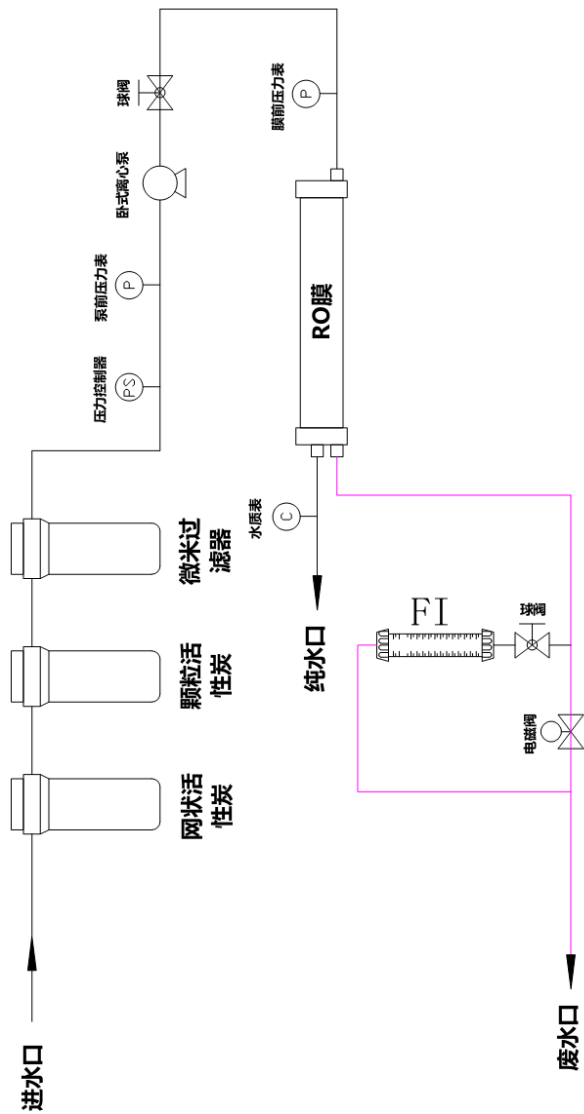 进水口
网状活
性炭
颗粒活
性炭
微米过
滤器
压力控制器
PS
泵前压力表
P
卧式离心泵
球阀
膜前压力表
P
RO膜
水质表
C
纯水口
FI
电磁阀
废水口